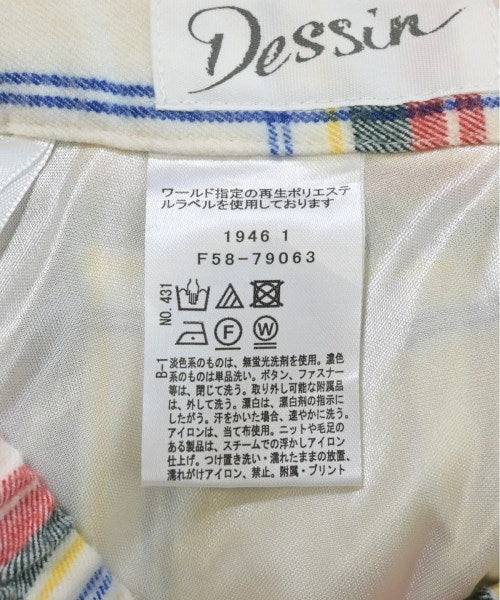 Dessin
ワールド指定の再生ポリエステ
ルラベルを使用しております
1946 1
F58-79063
NO.431
F
W
B-1
淡色系のものは、無蛍光洗剤を使用。濃色
系のものは単品洗い。ボタン、ファスナー
等は、閉じて洗う。取り外し可能な附属品
は、外して洗う。漂白は、漂白剤の指示に
したがう。汗をかいた場合、速やかに洗う。
アイロンは、当て布使用。ニットや毛足の
ある製品は、スチームでの浮かしアイロン
仕上げ。つけ置き洗い・濡れたままの放置、
濡れがけアイロン、禁止。附属・プリント